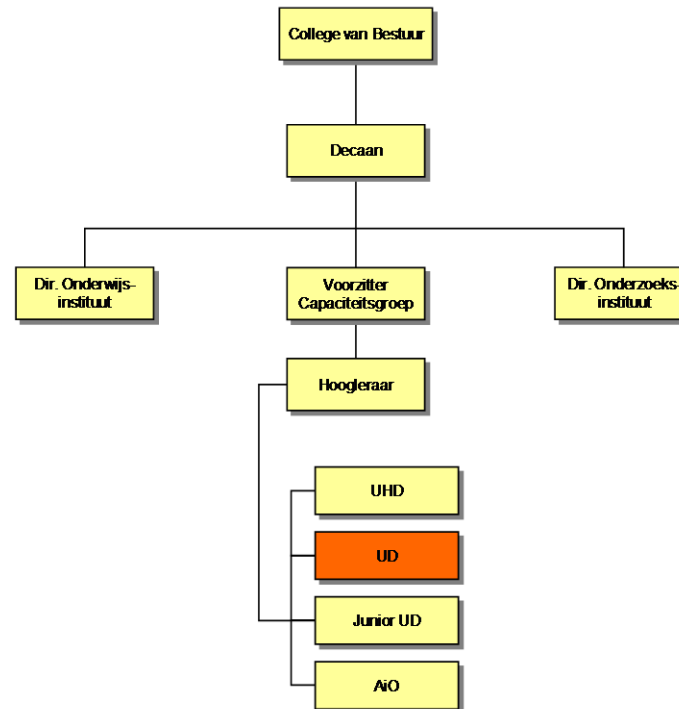 College van Bestuur
Decaan
Dir. Onderwijs-
instituut
Voorzitter
Capaciteitsgroep
Dir. Onderzoeks-
instituut
Hoogleraar
UHD
UD
Junior UD
AiO